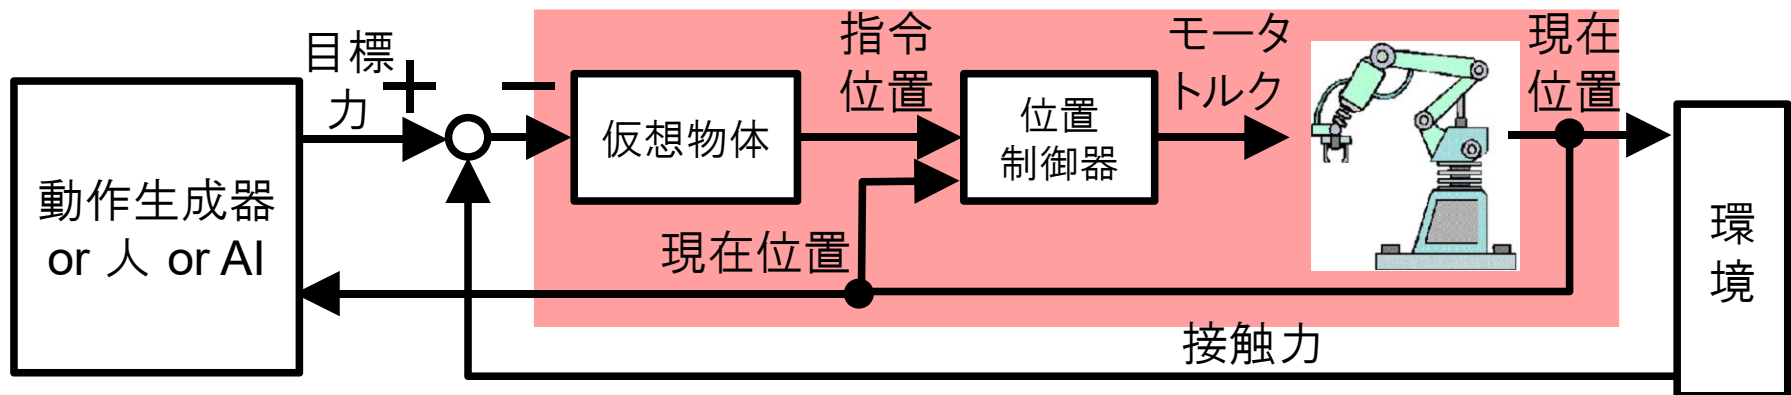 目標
力
+
−
指令
位置
モータ
トルク
現在
位置
仮想物体
位置
制御器
動作生成器
or 人 or AI
現在位置
環
境
接触力